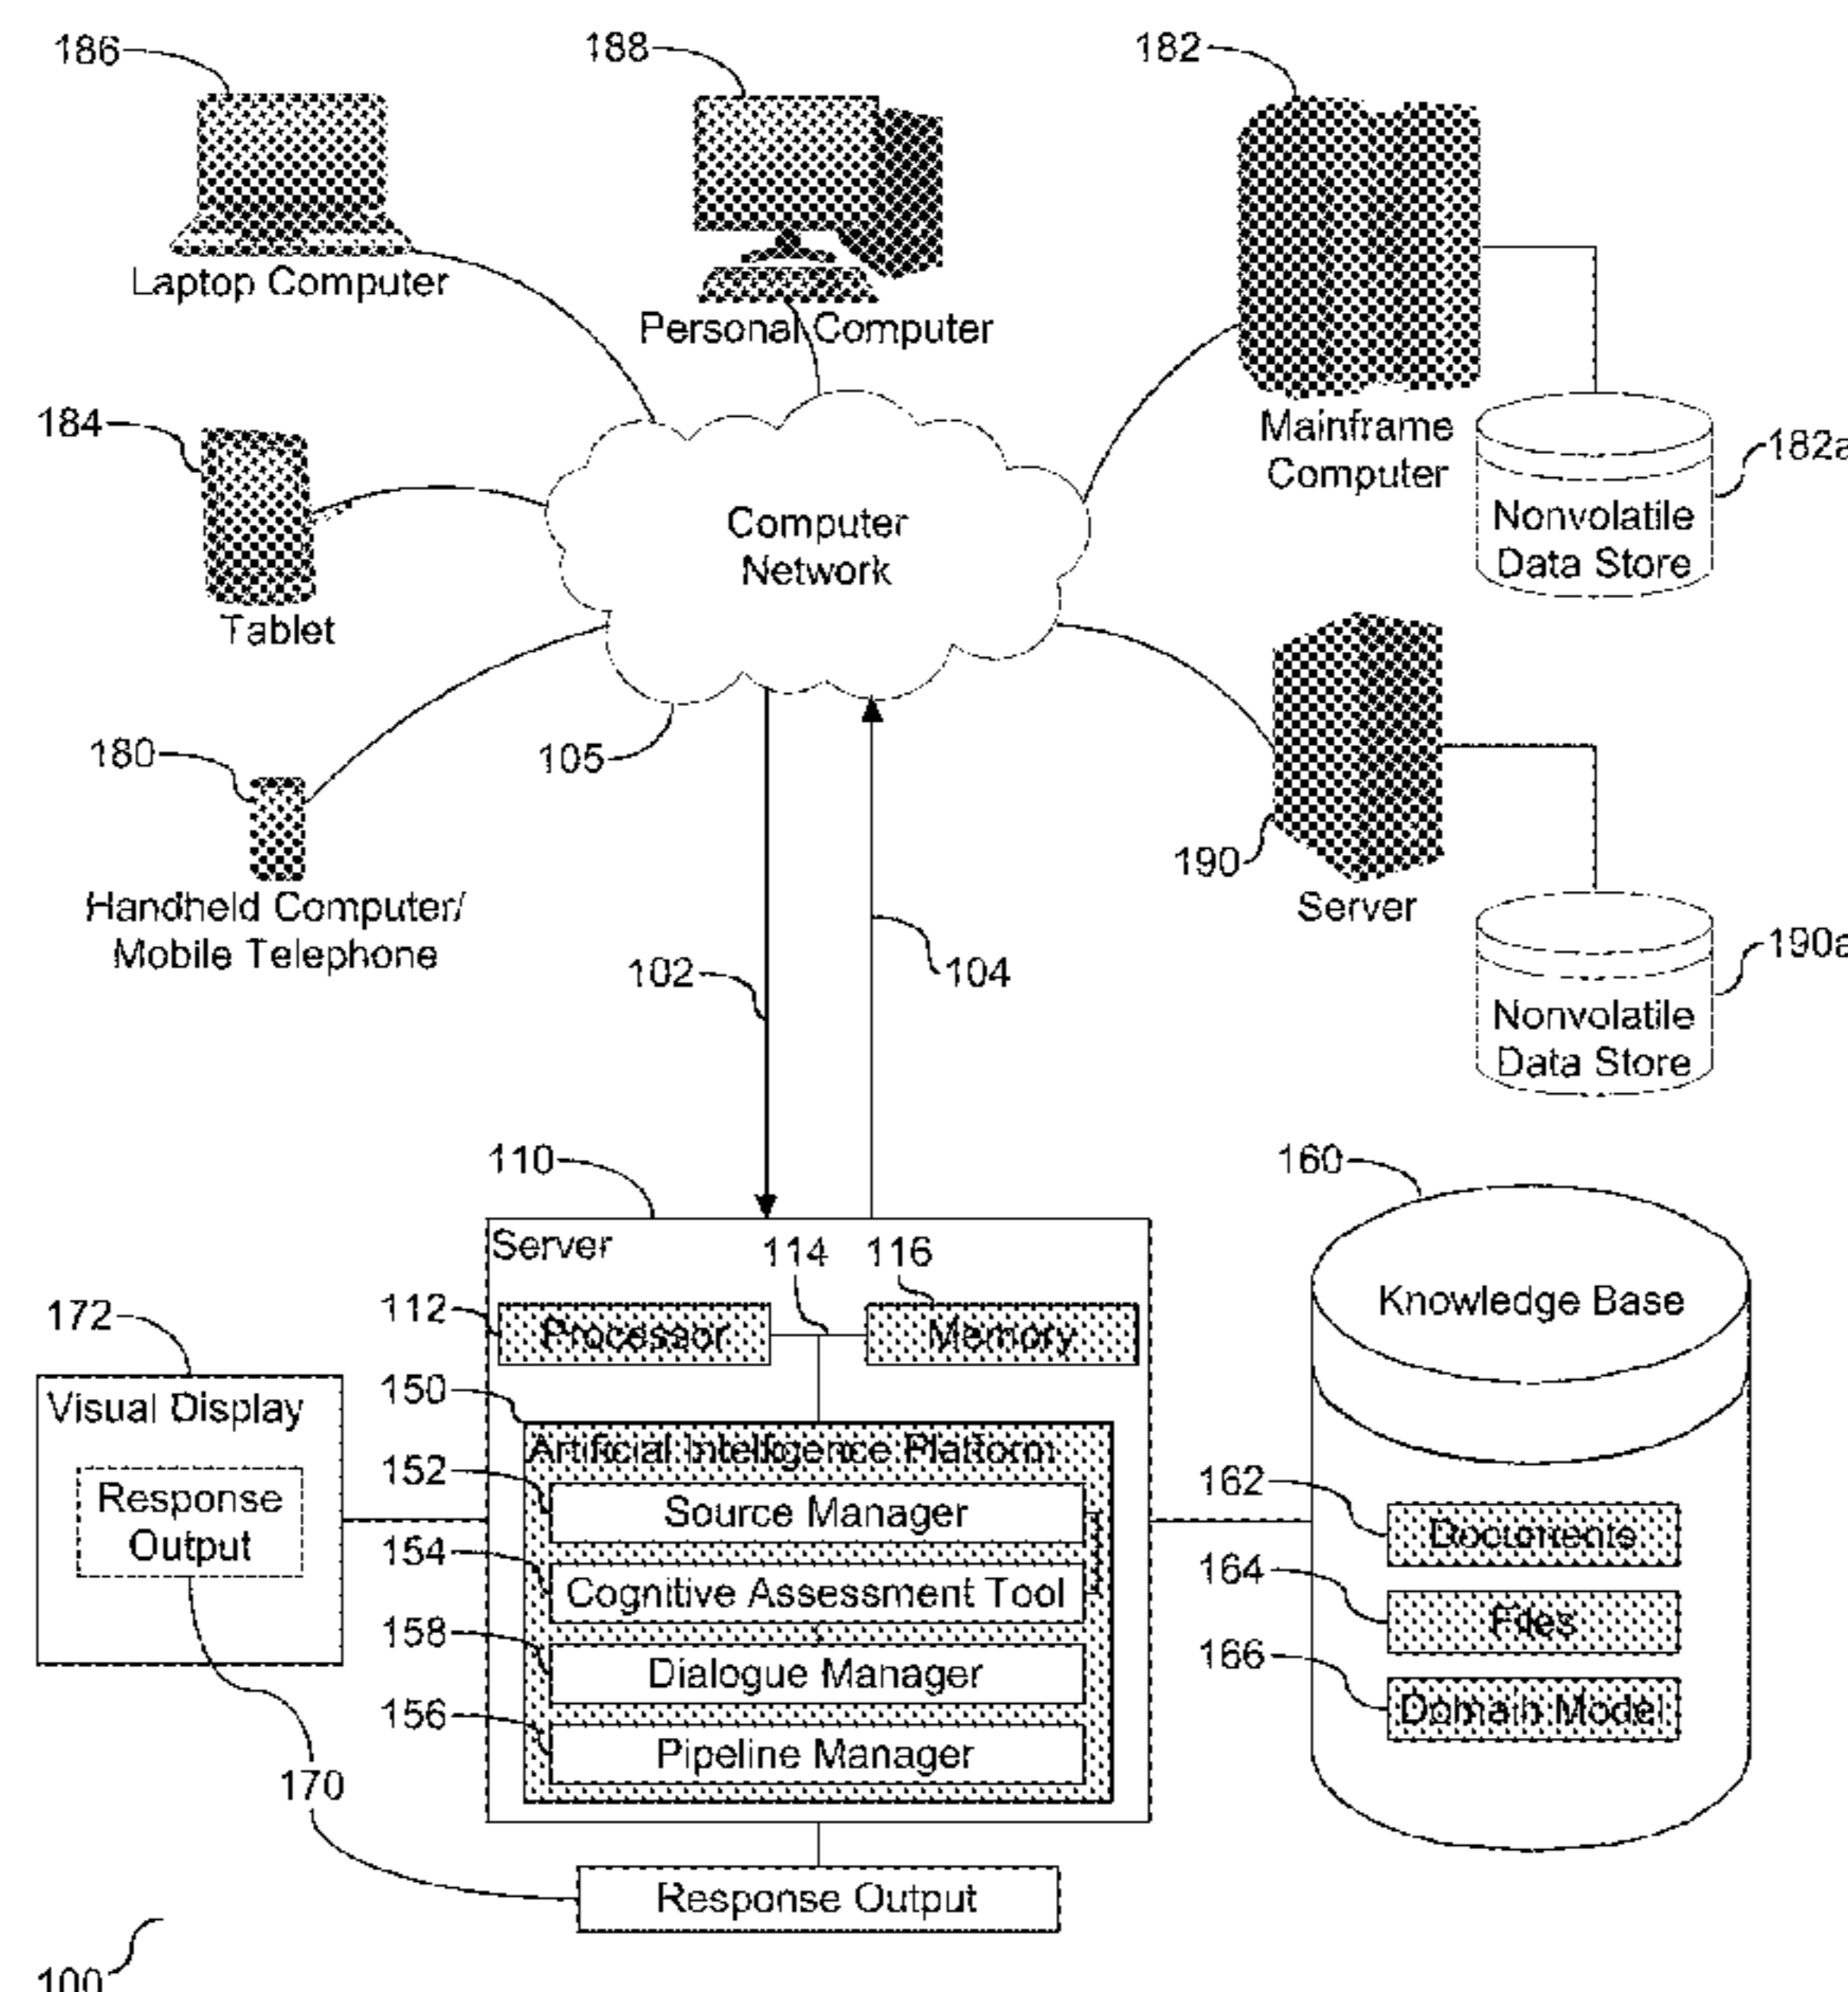 186
188
182
Laptop Computer
Personal Computer
Mainframe
Computer
184
182a
Nonvolatile
Data Store
Computer
Network
Tablet
180
105
190
Server
Handheld Computer/
Mobile Telephone
102
104
190a
Nonvolatile
Data Store
110
160
Server
114
116
Knowledge Base
172
112
Processor
Memory
Visual Display
150
Artificial Intelligence Platform
Response
Output
152
Source Manager
162
Documents
154
Cognitive Assessment Tool
164
Files
158
Dialogue Manager
166
Domain Model
156
Pipeline Manager
170
Response Output
100